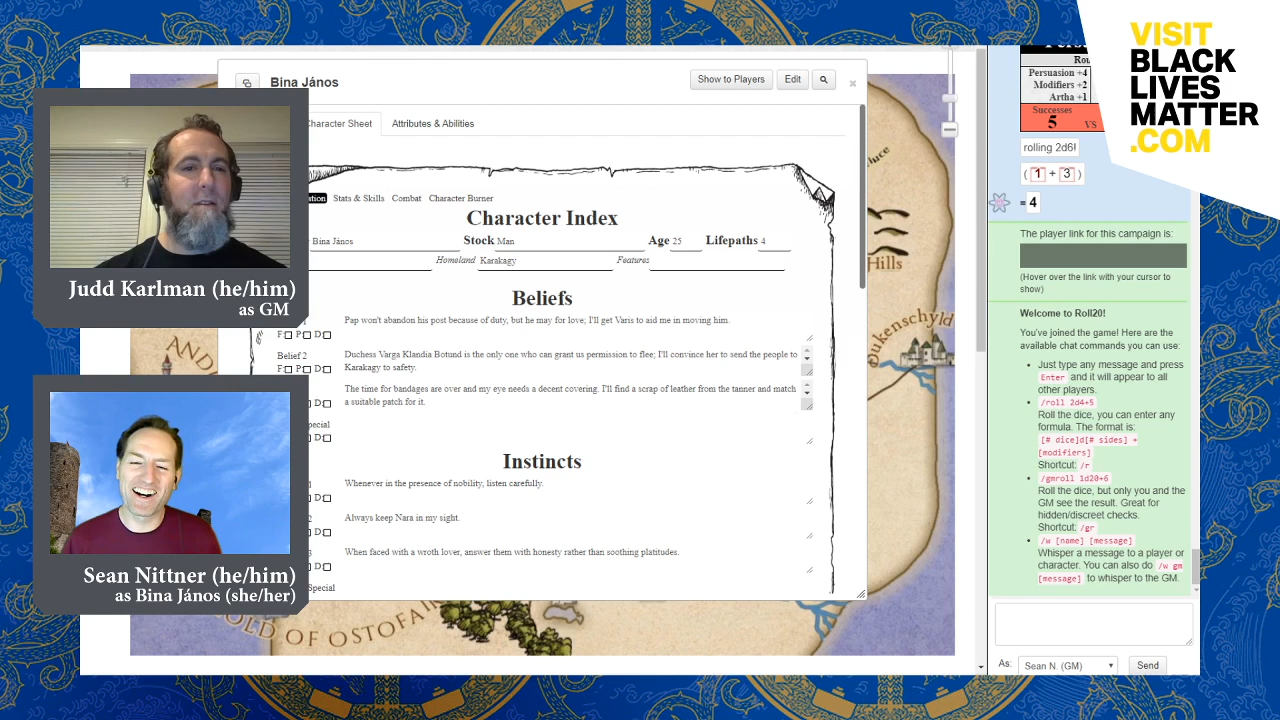 Bina János
Show to Players
Edit
Character Sheet
Attributes & Abilities
Stats & Skills
Combat
Character Burner
Character Index
Bina János
Stock Man
Age 25
Lifepaths 4
Homeland Karakagy
Features
Beliefs
Pap won't abandon his post because of duty, but he may for love; I'll get Varis to aid me in moving him.
F: P: D:
Belief 2
Duchess Varga Klandia Botund is the only one who can grant us permission to flee; I'll convince her to send the people to
Karakagy to safety.
F: P: D:
The time for bandages are over and my eye needs a decent covering. I'll find a scrap of leather from the tanner and match
a suitable patch for it.
D:
D:
Instincts
Whenever in the presence of nobility, listen carefully.
D:
Always keep Nara in my sight.
D:
When faced with a wroth lover, answer them with honesty rather than soothing platitudes.
D:
Special
Judd Karlman (he/him)
as GM
Sean Nittner (he/him)
as Bina János (she/her)
AND
Hills
Dukenschyld
OF OSTOFA
Persuasion +4
Modifiers +2
Artha +1
Successes
5 VS
rolling 2d6!
(1 + 3)
= 4
The player link for this campaign is:
(Hover over the link with your cursor to
show)
Welcome to Roll20!
You've joined the game! Here are the
available chat commands you can use:
• Just type any message and press
Enter and it will appear to all
other players.
• /roll 2d4+5
Roll the dice, you can enter any
formula. The format is:
[# dice]d[# sides] +
[modifiers]
Shortcut: /r
• /gmroll 1d20+6
Roll the dice, but only you and the
GM see the result. Great for
hidden/discreet checks.
Shortcut: /gr
• /w [name] [message]
Whisper a message to a player or
character. You can also do /w gm
[message] to whisper to the GM.
As: Sean N. (GM)
Send
VISIT
BLACK
LIVES
MATTER
.COM